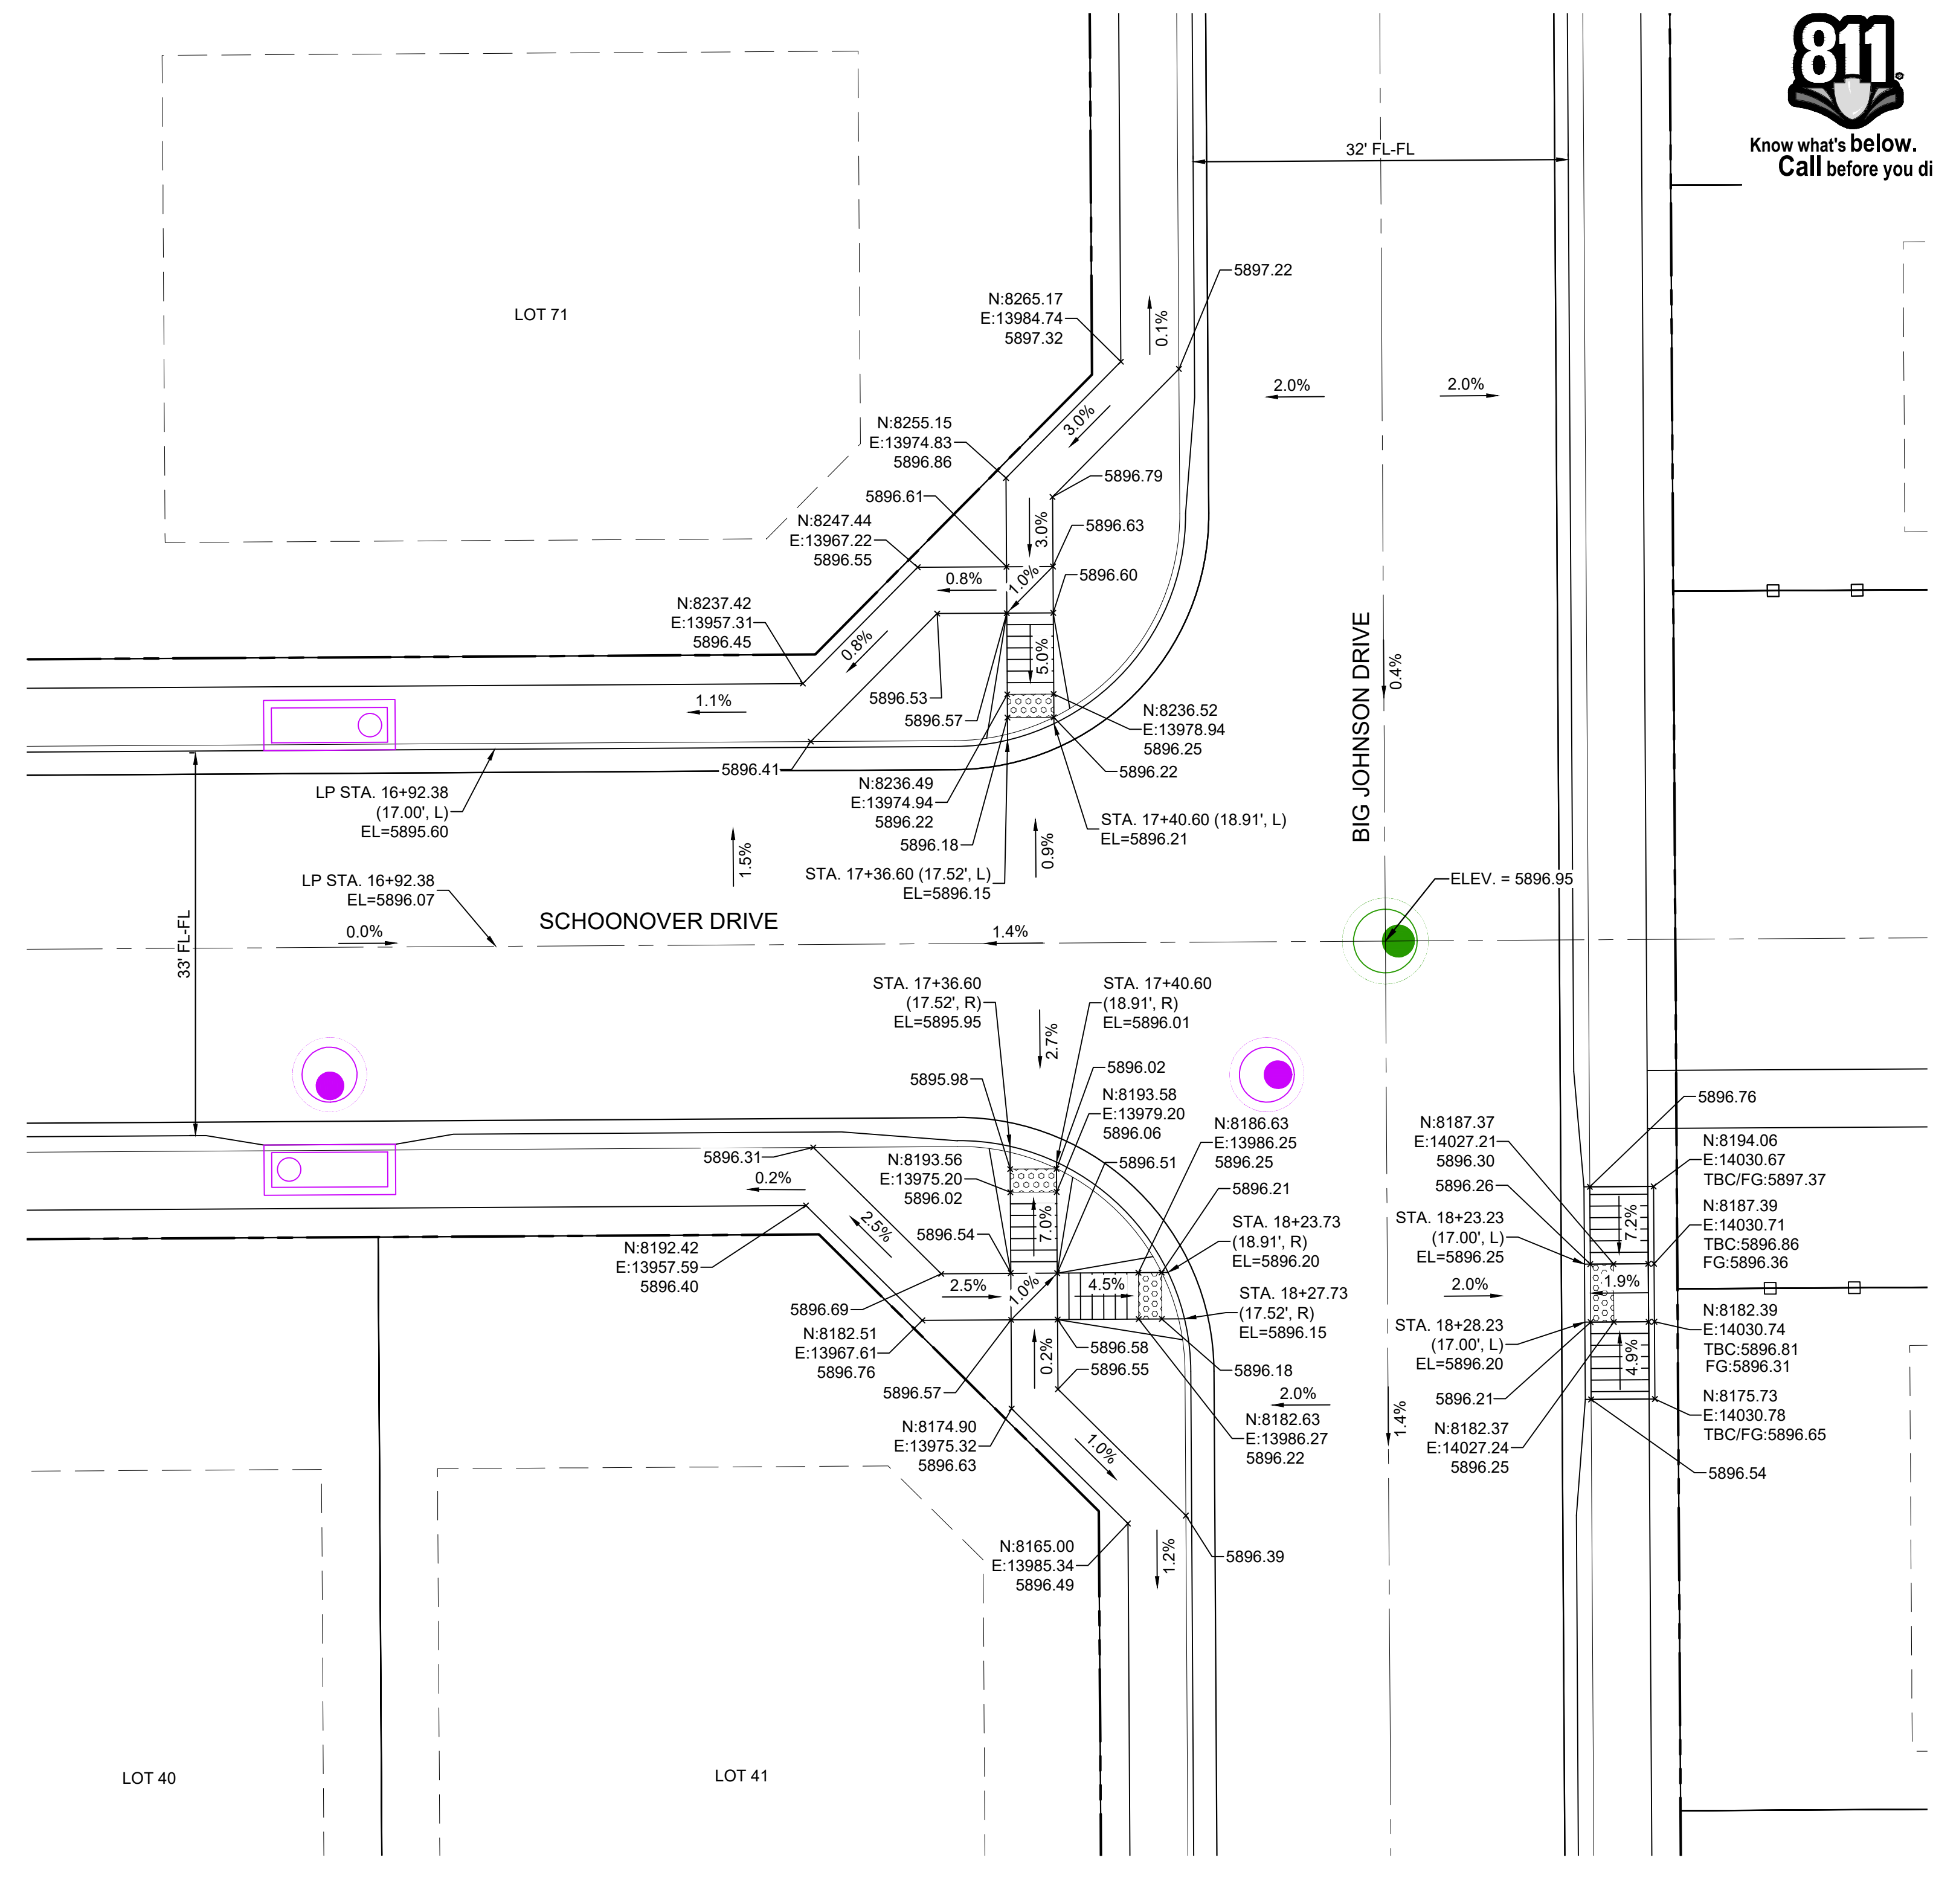 811
Know what's below.
Call before you di
32' FL-FL
5897.22
N:8265.17
E:13984.74
5897.32
0.1%
LOT 71
2.0%
2.0%
3.0%
N:8255.15
E:13974.83
5896.86
5896.79
5896.61
N:8247.44
E:13967.22
5896.55
3.0%
5896.63
0.8%
1.0%
5896.60
N:8237.42
E:13957.31
5896.45
0.8%
5.0%
BIG JOHNSON DRIVE
0.4%
1.1%
5896.53
5896.57
N:8236.52
E:13978.94
5896.25
5896.41
5896.22
N:8236.49
E:13974.94
5896.22
LP STA. 16+92.38
(17.00', L)
EL=5895.60
STA. 17+40.60 (18.91', L)
EL=5896.21
5896.18
1.5%
0.9%
STA. 17+36.60 (17.52', L)
EL=5896.15
LP STA. 16+92.38
EL=5896.07
ELEV. = 5896.95
SCHOONOVER DRIVE
0.0%
1.4%
33' FL-FL
STA. 17+36.60
(17.52', R)
EL=5895.95
STA. 17+40.60
(18.91', R)
EL=5896.01
2.7%
5895.98
5896.02
N:8193.58
E:13979.20
5896.06
5896.76
N:8186.63
E:13986.25
5896.25
N:8187.37
E:14027.21
5896.30
N:8194.06
E:14030.67
TBC/FG:5897.37
5896.31
N:8193.56
E:13975.20
5896.02
5896.51
0.2%
5896.21
5896.26
N:8187.39
E:14030.71
TBC:5896.86
FG:5896.36
2.5%
7.0%
5896.54
STA. 18+23.73
(18.91', R)
EL=5896.20
STA. 18+23.23
(17.00', L)
EL=5896.25
7.2%
N:8192.42
E:13957.59
5896.40
2.5%
1.0%
4.5%
2.0%
1.9%
5896.69
STA. 18+27.73
(17.52', R)
EL=5896.15
N:8182.39
E:14030.74
TBC:5896.81
FG:5896.31
N:8182.51
E:13967.61
5896.76
STA. 18+28.23
(17.00', L)
EL=5896.20
0.2%
5896.58
5896.55
5896.18
4.9%
5896.57
2.0%
1.4%
5896.21
N:8175.73
E:14030.78
TBC/FG:5896.65
N:8174.90
E:13975.32
5896.63
1.0%
N:8182.63
E:13986.27
5896.22
N:8182.37
E:14027.24
5896.25
5896.54
N:8165.00
E:13985.34
5896.49
1.2%
5896.39
LOT 40
LOT 41